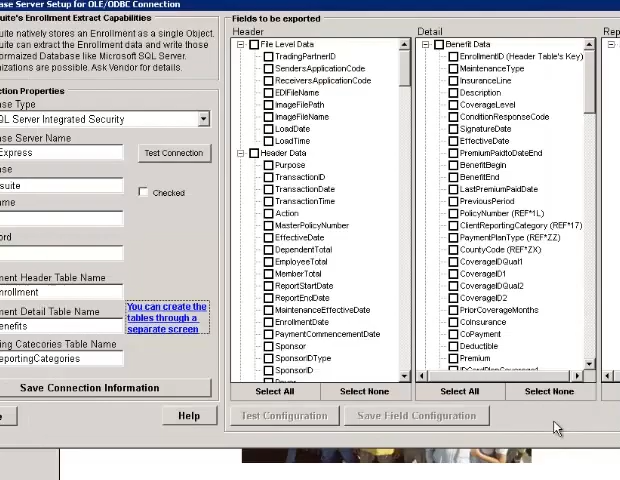 ase Server Setup for OLE/ODBC Connection
uite's Enrollment Extract Capabilities
uite natively stores an Enrollment as a single Object.
uite can extract the Enrollment data and write those
ormaized Database like Microsoft SQL Server.
nizations are possible. Ask Vendor for details.
ction Properties
ase Type
QL Server Integrated Security
ase Server Name
Express
Test Connection
ase
suite
Checked
ame
ord
ment Header Table Name
nrollment
ment Detail Table Name
enefits
You can create the
tables through a
separate screen
ing Catecories Table Name
eportingCategories
Save Connection Information
e
Help
Fields to be exported
Header
File Level Data
TradingPartnerID
SendersApplicationCode
ReceiversApplicationCode
EDIFileName
ImageFilePath
ImageFileName
LoadDate
LoadTime
Header Data
Purpose
TransactionID
TransactionDate
TransactionTime
Action
MasterPolicyNumber
EffectiveDate
DependentTotal
EmployeeTotal
MemberTotal
ReportStartDate
ReportEndDate
MaintenanceEffectiveDate
EnrollmentDate
PaymentCommencementDate
Sponsor
SponsorIDType
SponsorID
Select All
Select None
Detail
Benefit Data
EnrollmentID (Header Table's Key)
MaintenanceType
InsuranceLine
Description
CoverageLevel
ConditionResponseCode
SignatureDate
EffectiveDate
PremiumPaidtoDateEnd
BenefitBegin
BenefitEnd
LastPremiumPaidDate
PreviousPeriod
PolicyNumber (REF*1L)
ClientReportingCategory (REF*17)
PaymentPlanType (REF*ZZ)
CountyCode (REF*ZX)
CoverageIDQual1
CoverageID1
CoverageIDQual2
CoverageID2
PriorCoverageMonths
CoInsurance
CoPayment
Deductible
Premium
Select All
Select None
Rep
Test Configuration
Save Field Configuration